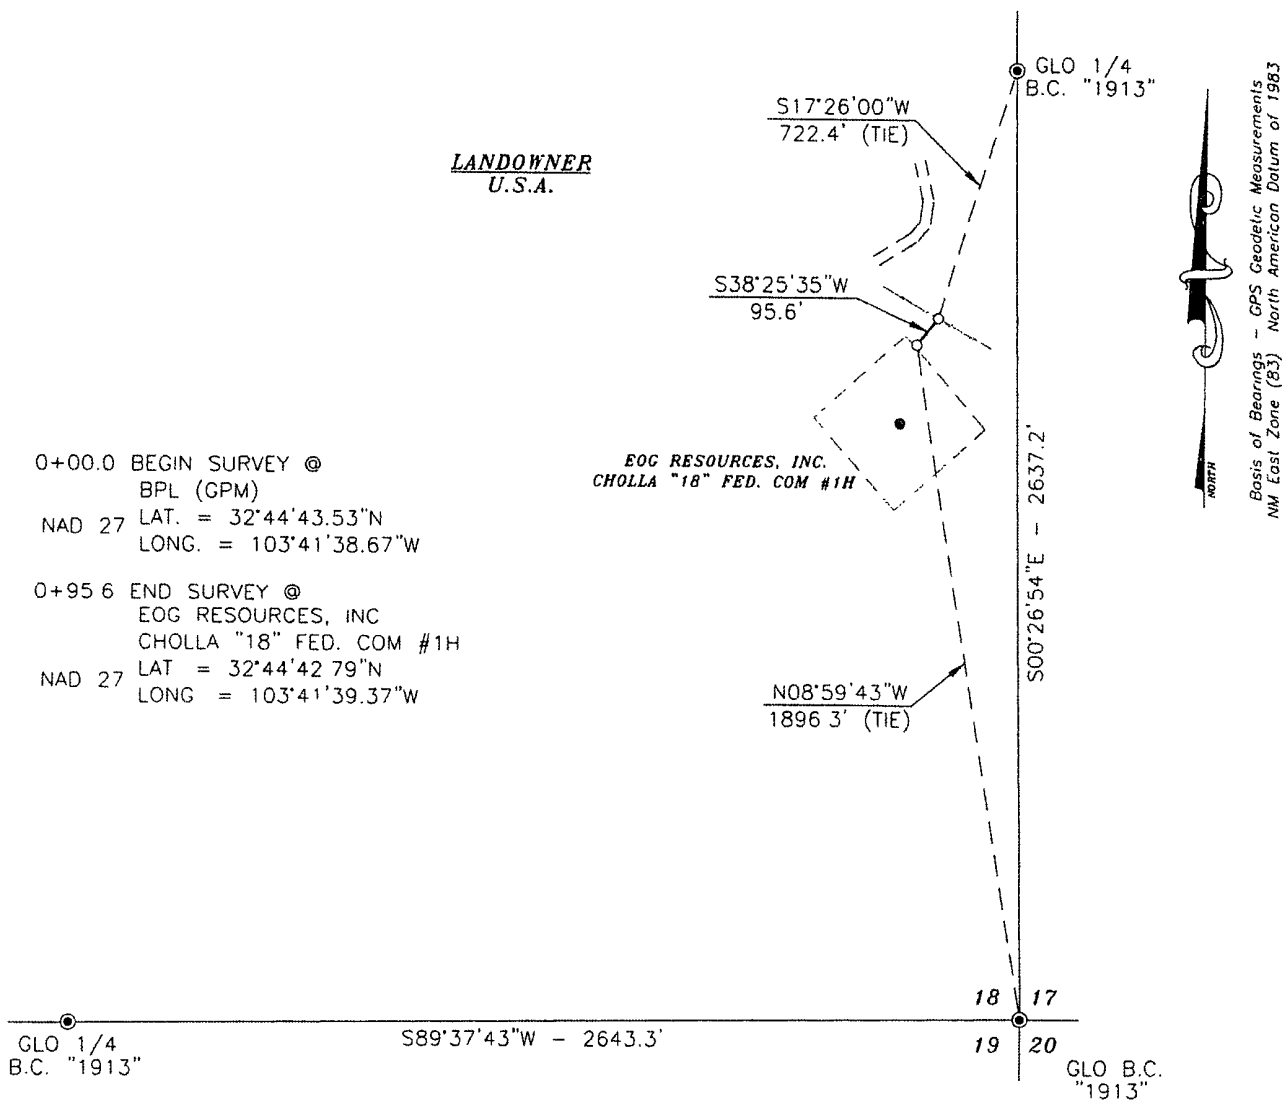 GLO 1/4
B.C. "1913"
S17°26'00"W
722.4' (TIE)
LANDOWNER
U.S.A.
S38°25'35"W
95.6'
EOG RESOURCES, INC.
CHOLLA "18" FED. COM #1H
0+00.0 BEGIN SURVEY @
BPL (GPM)
NAD 27
LAT. = 32°44'43.53"N
LONG. = 103°41'38.67"W
0+95 6 END SURVEY @
EOG RESOURCES, INC
CHOLLA "18" FED. COM #1H
NAD 27
LAT = 32°44'42 79"N
LONG = 103°41'39.37"W
S00°26'54"E - 2637.2'
N08°59'43"W
1896 3' (TIE)
18 17
19 20
S89°37'43"W - 2643.3'
GLO 1/4
B.C. "1913"
GLO B.C.
"1913"
NORTH
Basis of Bearings - GPS Geodetic Measurements
NM East Zone (83) North American Datum of 1983